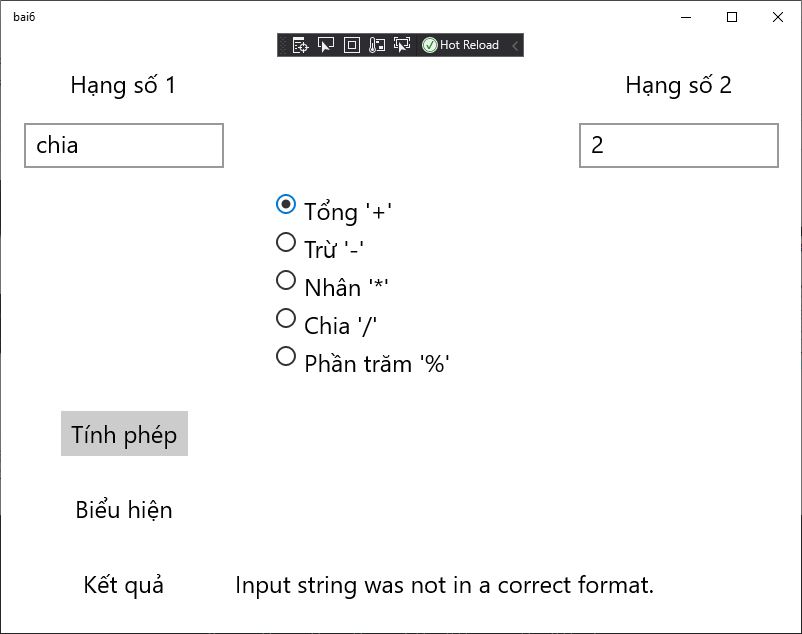 bai6
Hot Reload
Hạng số 1
Hạng số 2
chia
2
Tổng '+'
Trừ '-'
Nhân '*'
Chia '/'
Phần trăm '%'
Tính phép
Biểu hiện
Kết quả
Input string was not in a correct format.